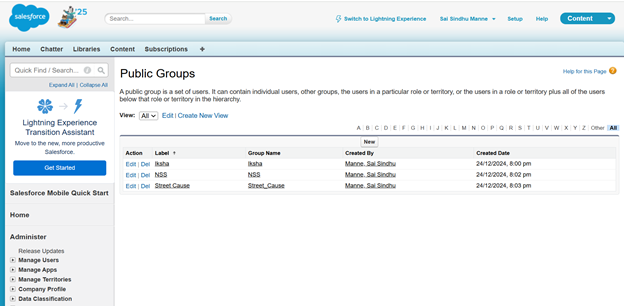 salesforce
'25
Search...
Search
Switch to Lightning Experience
Sai Sindhu Manne
Setup
Help
Content
Home Chatter Libraries Content Subscriptions +
Quick Find / Search...
Expand All | Collapse All
Lightning Experience
Transition Assistant
Move to the new, more productive
Salesforce.
Get Started
Salesforce Mobile Quick Start
Home
Administer
Release Updates
Manage Users
Manage Apps
Manage Territories
Company Profile
Data Classification
Public Groups
Help for this Page
A public group is a set of users. It can contain individual users, other groups, the users in a particular role or territory, or the users in a role or territory plus all of the users
below that role or territory in the hierarchy.
View: All Edit | Create New View
A B C D E F G H I J K L M N O P Q R S T U V W X Y Z Other All
New
Action Label Group Name Created By Created Date
Edit | Del Iksha Iksha Manne, Sai Sindhu 24/12/2024, 8:00 pm
Edit | Del NSS NSS Manne, Sai Sindhu 24/12/2024, 8:02 pm
Edit | Del Street Cause Street_Cause Manne, Sai Sindhu 24/12/2024, 8:03 pm